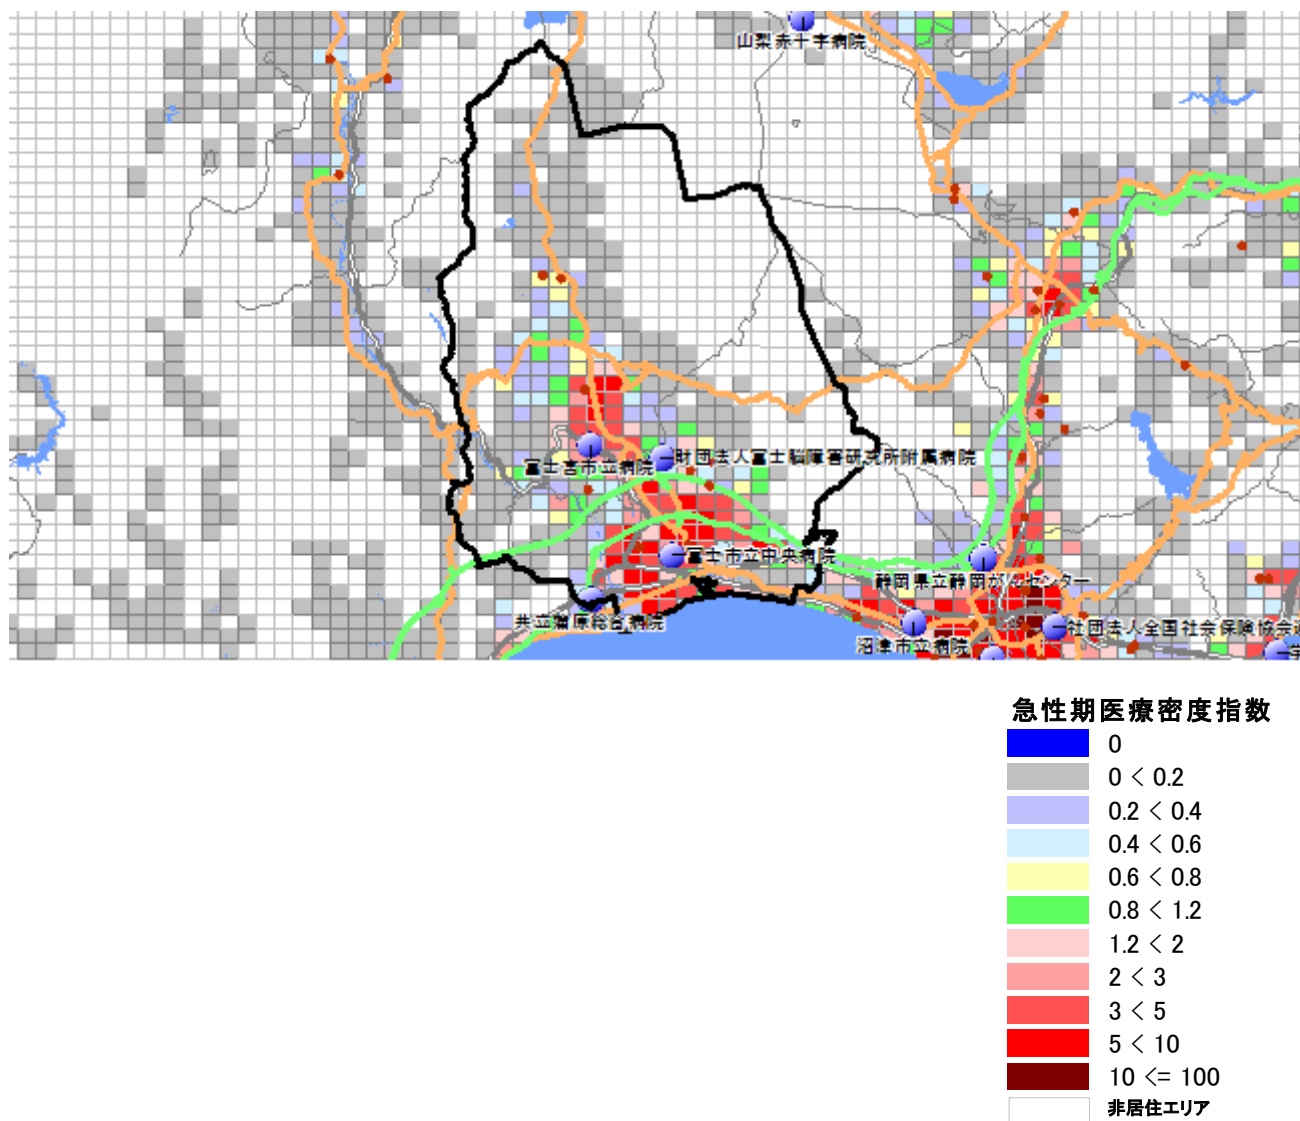 山梨赤十字病院
富士宮市立病院
財団法人富士脳障害研究所附属病院
富士市立中央病院
静岡県立静岡がんセンター
共立蒲原総合病院
沼津市立病院
社団法人全国社会保険協会連
急性期医療密度指数
0
0 < 0.2
0.2 < 0.4
0.4 < 0.6
0.6 < 0.8
0.8 < 1.2
1.2 < 2
2 < 3
3 < 5
5 < 10
10 <= 100
非居住エリア